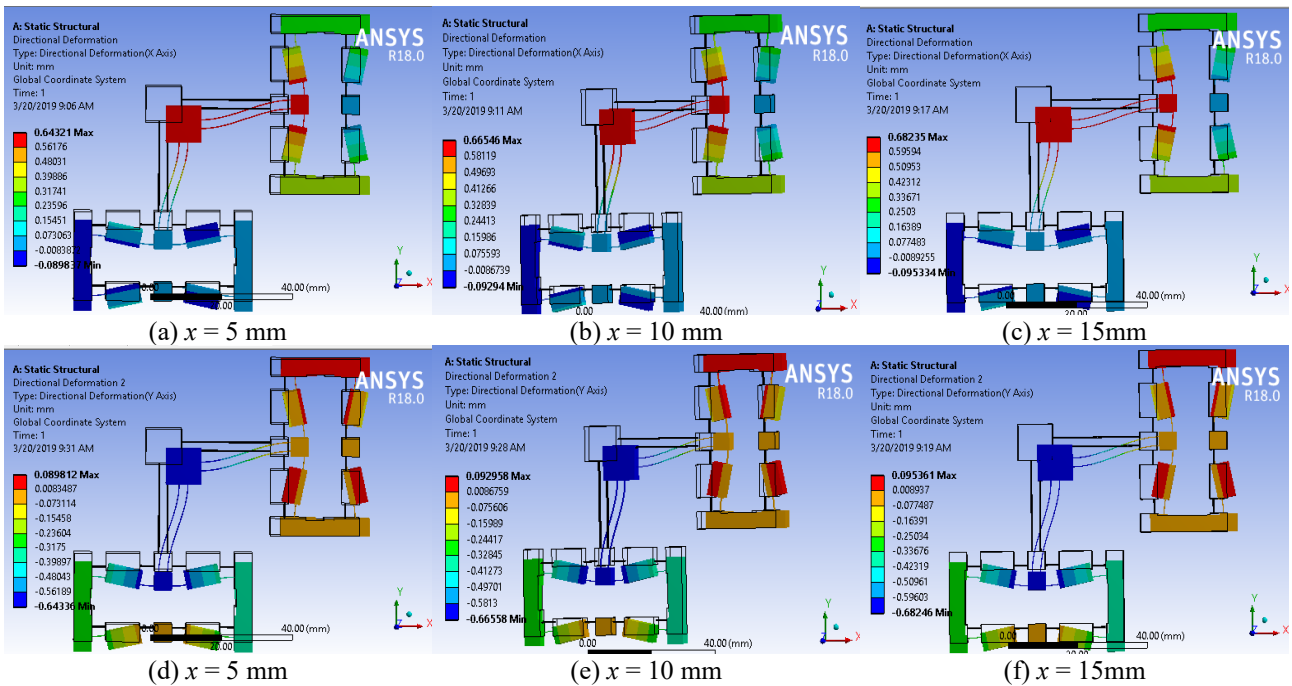 A: Static Structural
Directional Deformation
Type: Directional Deformation(X Axis)
Unit: mm
Global Coordinate System
Time: 1
3/20/2019 9:06 AM
ANSYS
R18.0
0.64321 Max
0.56176
0.48031
0.39886
0.31741
0.23596
0.15451
0.073063
-0.0083
Min
0.00
40.00 (mm)
Y
X
Z
(a) x = 5 mm
A: Static Structural
Directional Deformation
Type: Directional Deformation(X Axis)
Unit: mm
Global Coordinate System
Time: 1
3/20/2019 9:11 AM
ANSYS
R18.0
0.66546 Max
0.58119
0.49693
0.41266
0.32839
0.24413
0.15986
0.075593
-0.0086739
-0.09294 Min
0.00
40.00 (mm)
Y
X
Z
(b) x = 10 mm
A: Static Structural
Directional Deformation
Type: Directional Deformation(X Axis)
Unit: mm
Global Coordinate System
Time: 1
3/20/2019 9:17 AM
ANSYS
R18.0
0.68235 Max
0.59594
0.50953
0.42312
0.33671
0.2503
0.16389
0.077483
-0.0089255
-0.095334 Min
0.00
40.00 (mm)
Y
X
Z
(c) x = 15mm
A: Static Structural
Directional Deformation 2
Type: Directional Deformation(Y Axis)
Unit: mm
Global Coordinate System
Time: 1
3/20/2019 9:31 AM
ANSYS
R18.0
0.089812 Max
0.0083487
-0.073114
-0.15458
-0.23604
-0.3175
-0.39897
-0.48043
-0.56189
-0.64336 Min
0.00
40.00 (mm)
20.00
Y
X
Z
(d) x = 5 mm
A: Static Structural
Directional Deformation 2
Type: Directional Deformation(Y Axis)
Unit: mm
Global Coordinate System
Time: 1
3/20/2019 9:28 AM
ANSYS
R18.0
0.092958 Max
0.0086759
-0.075606
-0.15989
-0.24417
-0.32845
-0.41273
-0.49701
-0.5813
-0.66558 Min
0.00
40.00 (mm)
Y
X
Z
(e) x = 10 mm
A: Static Structural
Directional Deformation 2
Type: Directional Deformation(Y Axis)
Unit: mm
Global Coordinate System
Time: 1
3/20/2019 9:19 AM
ANSYS
R18.0
0.095361 Max
0.008937
-0.077487
-0.16391
-0.25034
-0.33676
-0.42319
-0.50961
-0.59603
-0.68246 Min
0.00
40.00 (mm)
Y
X
Z
(f) x = 15mm